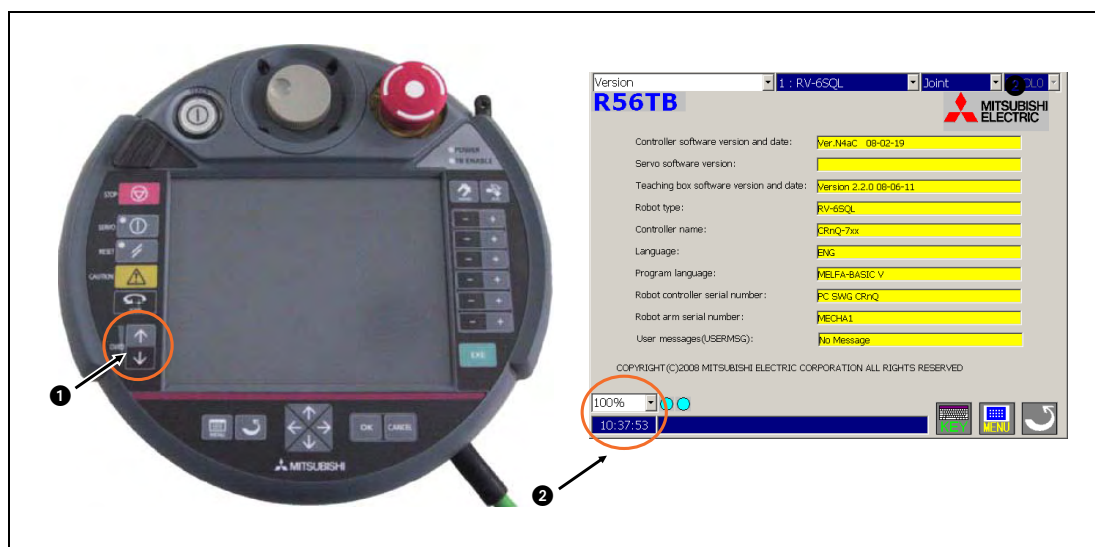 POWER
TB ENABLE
STOP
SERVO
RESET
CAUTION
OVRD
EXE
MENU
OK
CANCEL
MITSUBISHI
❶
Version
1 : RV-6SQL
Joint
R56TB
MITSUBISHI
ELECTRIC
Controller software version and date:
Ver.N4aC 08-02-19
Servo software version:
Teaching box software version and date:
Version 2.2.0 08-06-11
Robot type:
RV-6SQL
Controller name:
CRnQ-7xx
Language:
ENG
Program language:
MELFA-BASIC V
Robot controller serial number:
PC SWG CRnQ
Robot arm serial number:
MECHA1
User messages(USERMSG):
No Message
COPYRIGHT(C)2008 MITSUBISHI ELECTRIC CORPORATION ALL RIGHTS RESERVED
100%
10:37:53
KEY
MENU
❷